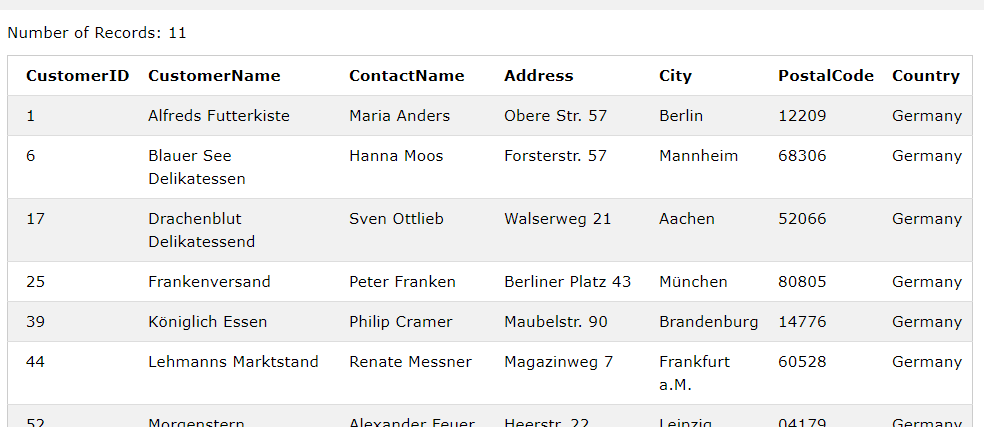 Number of Records: 11
CustomerID CustomerName ContactName Address City PostalCode Country
1 Alfreds Futterkiste Maria Anders Obere Str. 57 Berlin 12209 Germany
6 Blauer See Hanna Moos Forsterstr. 57 Mannheim 68306 Germany
Delikatessen
17 Drachenblut Sven Ottlieb Walserweg 21 Aachen 52066 Germany
Delikatessend
25 Frankenversand Peter Franken Berliner Platz 43 München 80805 Germany
39 Königlich Essen Philip Cramer Maubelstr. 90 Brandenburg 14776 Germany
44 Lehmanns Marktstand Renate Messner Magazinweg 7 Frankfurt 60528 Germany
a.M.
52 Morgenstern Alexander Feuer Heerstr. 22 Leipzig 04179 Germany